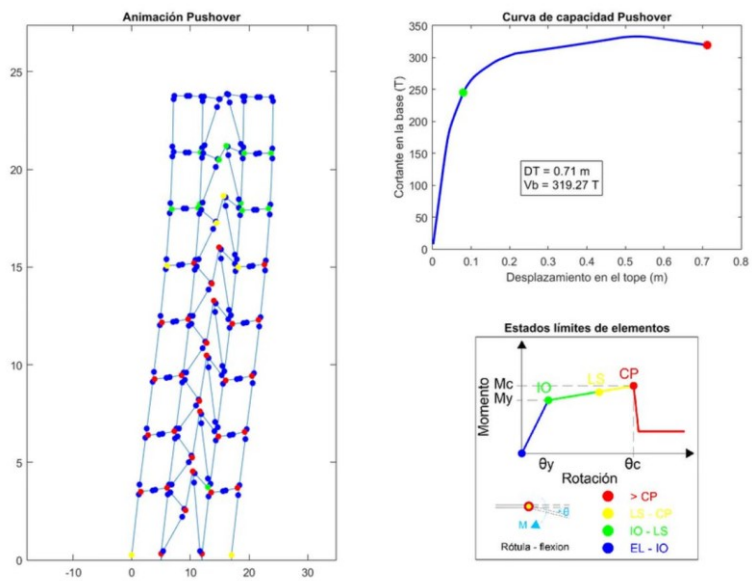 Animación Pushover
25
20
15
10
5
0
-10 0 10 20 30
Curva de capacidad Pushover
Cortante en la base (T)
350
300
250
200
150
100
50
0
DT = 0.71 m
Vb = 319.27 T
0 0.1 0.2 0.3 0.4 0.5 0.6 0.7 0.8
Desplazamiento en el tope (m)
Estados límites de elementos
Momento
Mc
My
IO
LS
CP
θy
θc
Rotación
M
θ
Rótula - flexion
> CP
LS - CP
IO - LS
EL - IO